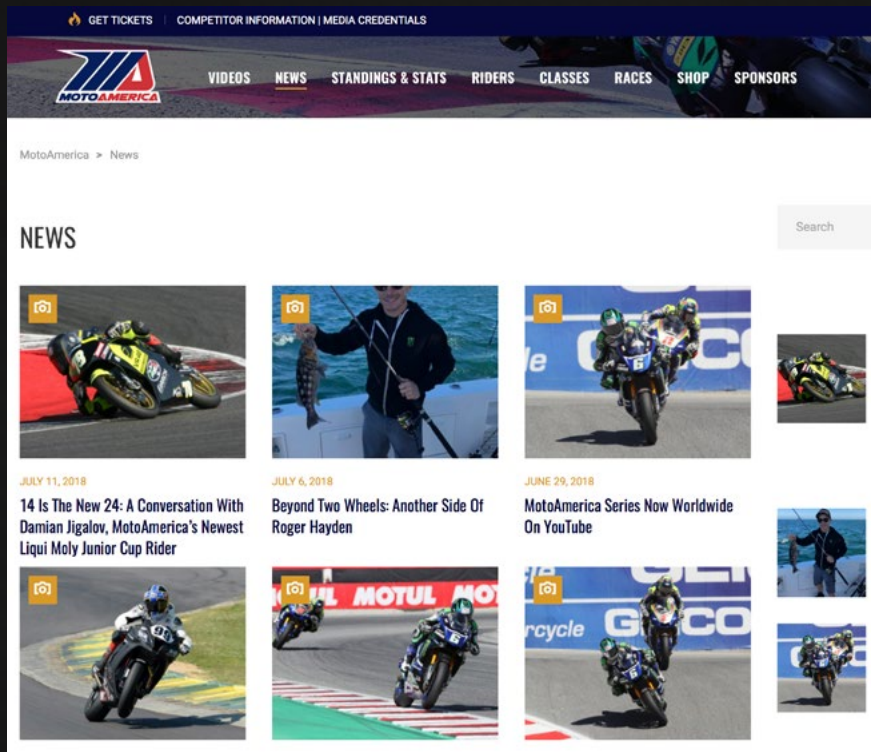 GET TICKETS COMPETITOR INFORMATION | MEDIA CREDENTIALS
MOTOAMERICA
VIDEOS NEWS STANDINGS & STATS RIDERS CLASSES RACES SHOP SPONSORS
MotoAmerica > News
NEWS
Search
JULY 11, 2018
14 Is The New 24: A Conversation With
Damian Jigalov, MotoAmerica's Newest
Liqui Moly Junior Cup Rider
JULY 6, 2018
Beyond Two Wheels: Another Side Of
Roger Hayden
JUNE 29, 2018
MotoAmerica Series Now Worldwide
On YouTube
MOTUL MOT
GEICO